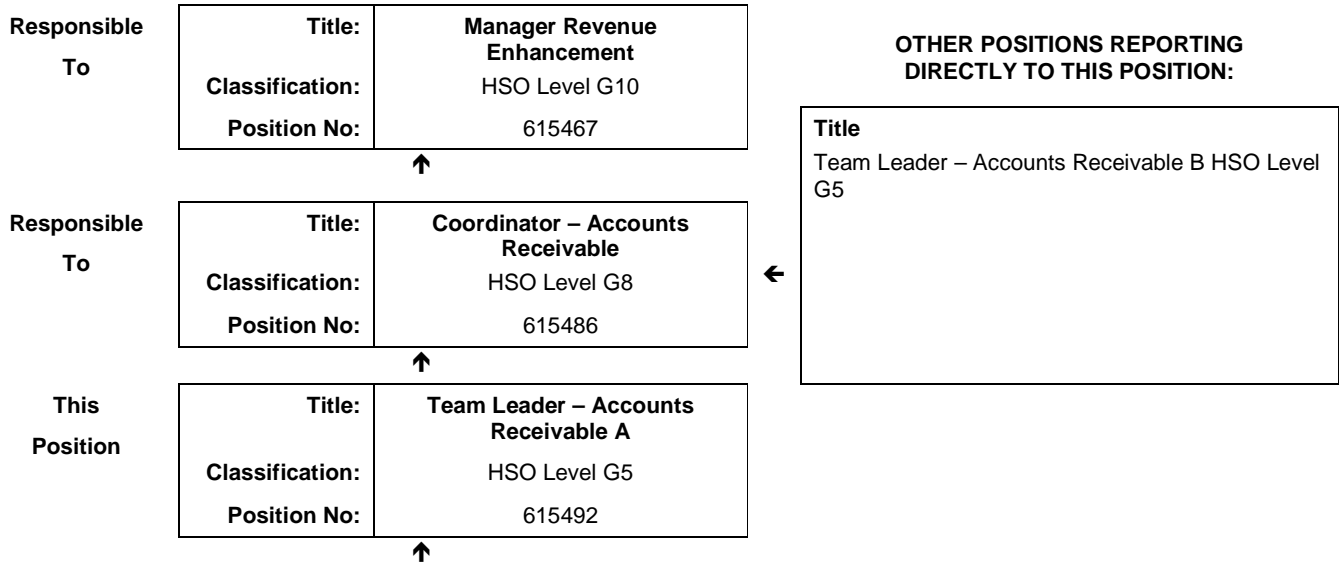 Responsible
To
Title:
Manager Revenue
Enhancement
Classification:
HSO Level G10
Position No:
615467
OTHER POSITIONS REPORTING
DIRECTLY TO THIS POSITION:
Title
Team Leader – Accounts Receivable B HSO Level
G5
Responsible
To
Title:
Coordinator – Accounts
Receivable
Classification:
HSO Level G8
Position No:
615486
This
Position
Title:
Team Leader – Accounts
Receivable A
Classification:
HSO Level G5
Position No:
615492